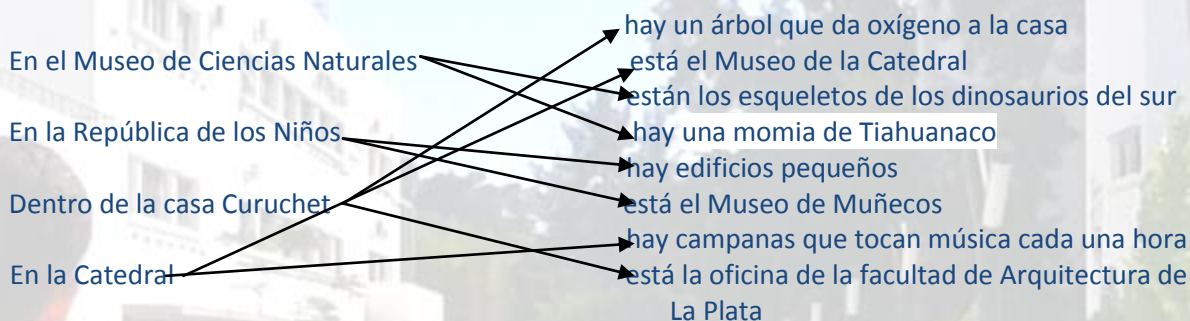 hay un árbol que da oxígeno a la casa
En el Museo de Ciencias Naturales
está el Museo de la Catedral
están los esqueletos de los dinosaurios del sur
En la República de los Niños
hay una momia de Tiahuanaco
hay edificios pequeños
Dentro de la casa Curuchet
está el Museo de Muñecos
hay campanas que tocan música cada una hora
En la Catedral
está la oficina de la facultad de Arquitectura de
La Plata